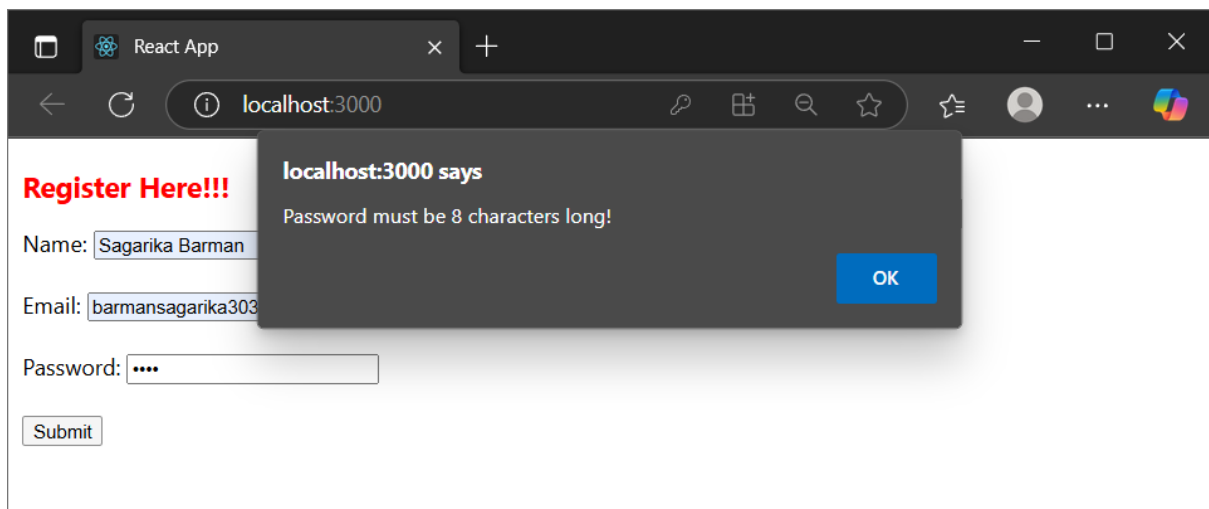 React App
localhost:3000
localhost:3000 says
Password must be 8 characters long!
OK
Register Here!!!
Name: Sagarika Barman
Email: barmansagarika303
Password: ••••
Submit